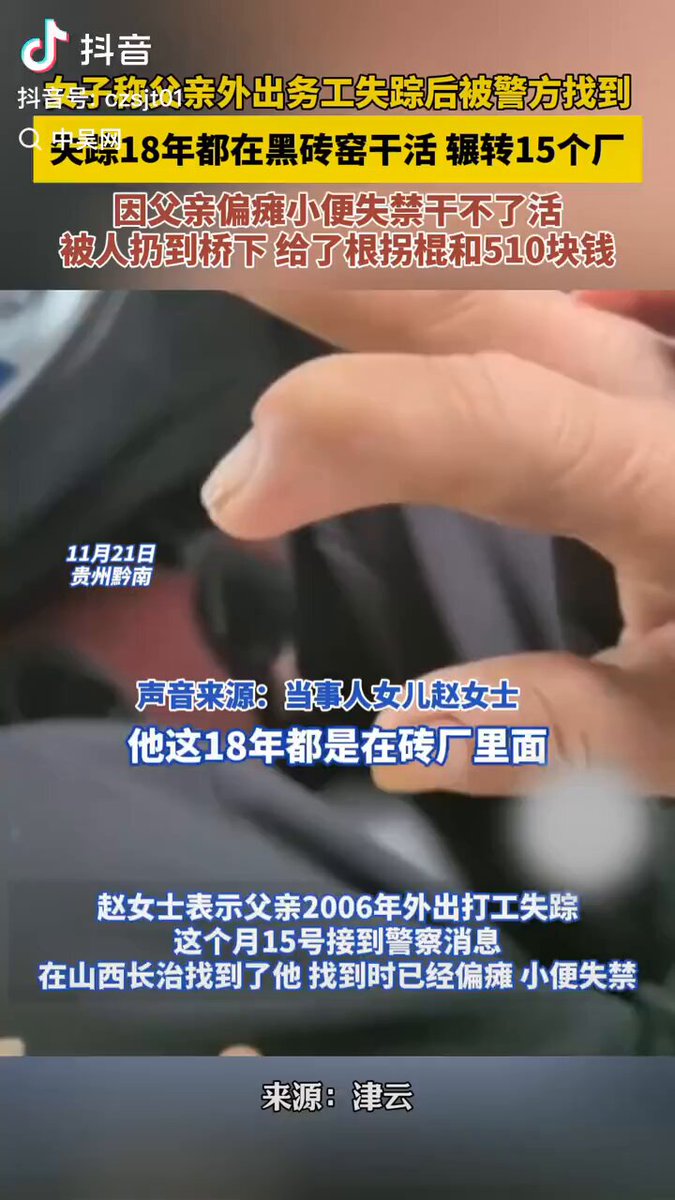 抖音
抖音号: czsjt01
中吴网
女子称父亲外出务工失踪后被警方找到
失踪18年都在黑砖窑干活 辗转15个厂
因父亲偏瘫小便失禁干不了活
被人扔到桥下 给了根拐棍和510块钱
11月21日
贵州黔南
声音来源：当事人女儿赵女士
他这18年都是在砖厂里面
赵女士表示父亲2006年外出打工失踪
这个月15号接到警察消息
在山西长治找到了他 找到时已经偏瘫 小便失禁
来源：津云